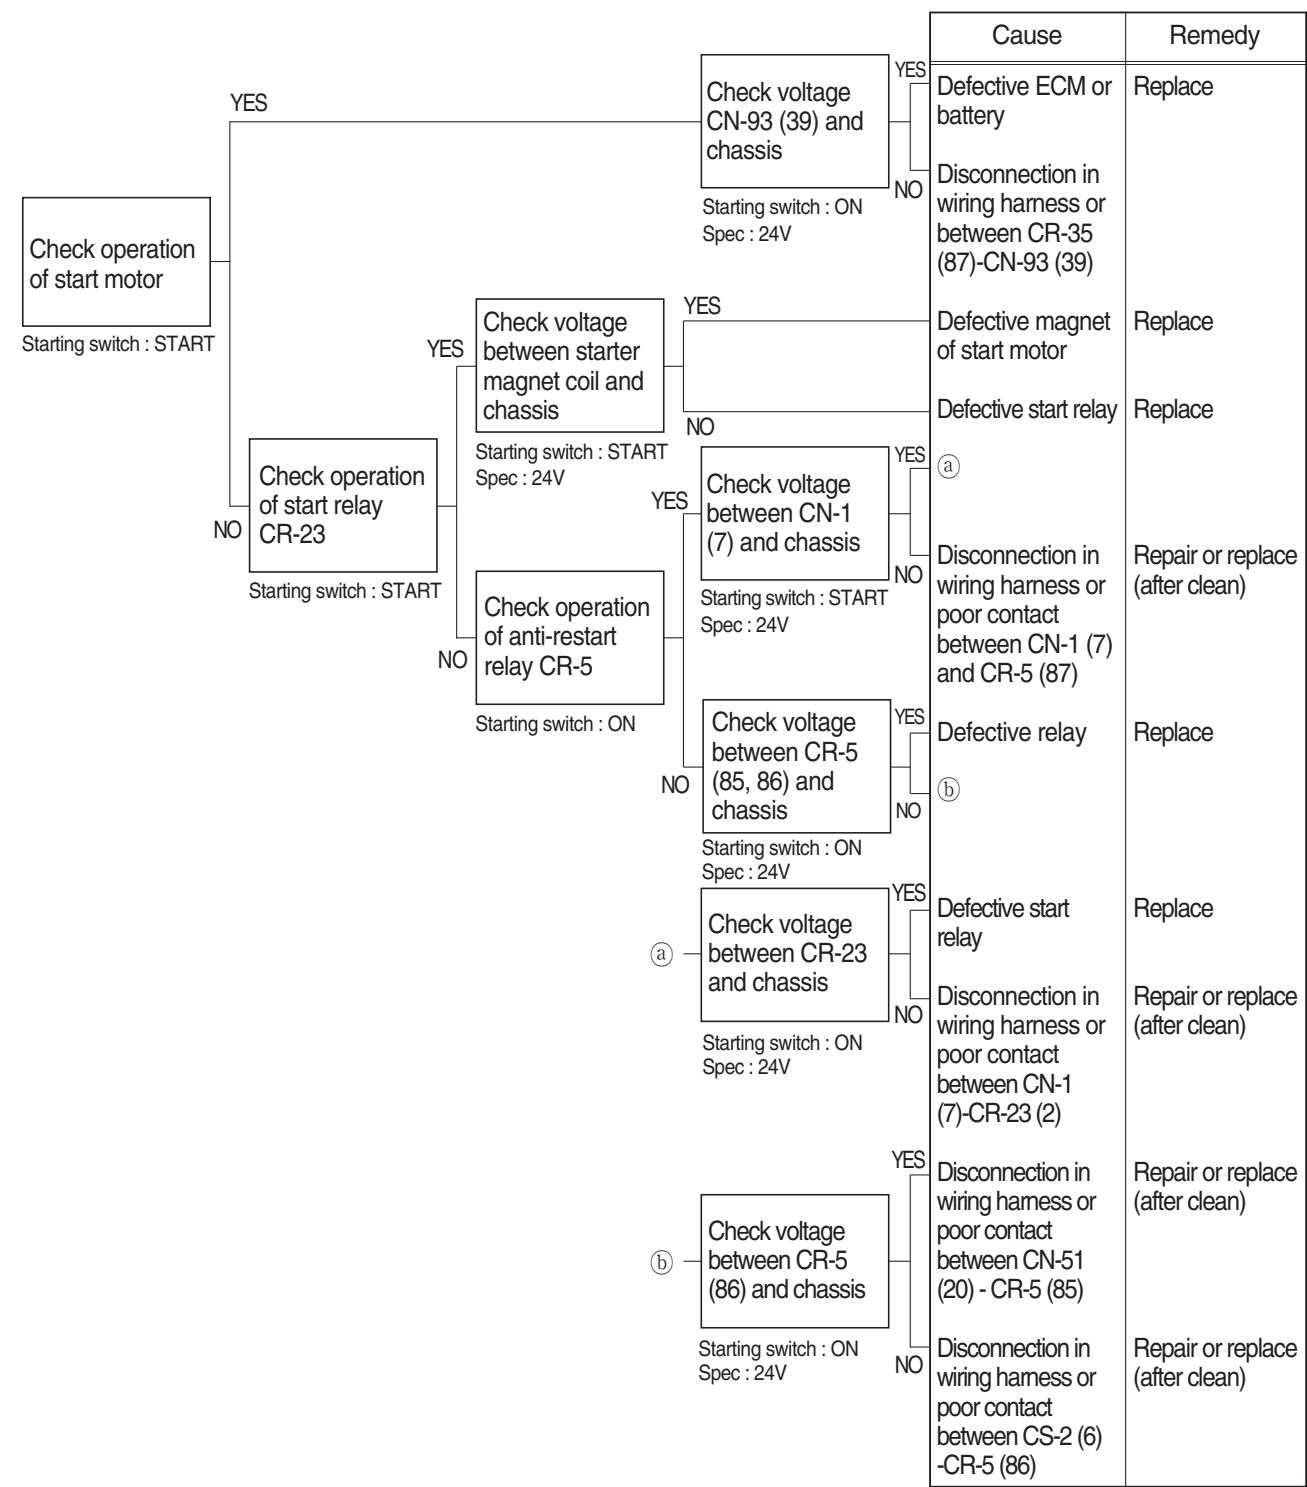 Cause
Remedy
YES
Check voltage
CN-93 (39) and
chassis
Starting switch : ON
Spec : 24V
YES
Defective ECM or
battery
Replace
NO
Disconnection in
wiring harness or
between CR-35
(87)-CN-93 (39)
Check operation
of start motor
Starting switch : START
YES
Check voltage
between starter
magnet coil and
chassis
Starting switch : START
Spec : 24V
YES
Defective magnet
of start motor
Replace
NO
Defective start relay
Replace
NO
Check operation
of start relay
CR-23
Starting switch : START
YES
Check voltage
between CN-1
(7) and chassis
Starting switch : START
Spec : 24V
YES
ⓐ
NO
Disconnection in
wiring harness or
poor contact
between CN-1 (7)
and CR-5 (87)
Repair or replace
(after clean)
NO
Check operation
of anti-restart
relay CR-5
Starting switch : ON
NO
Check voltage
between CR-5
(85, 86) and
chassis
Starting switch : ON
Spec : 24V
YES
Defective relay
Replace
NO
ⓑ
ⓐ
Check voltage
between CR-23
and chassis
Starting switch : ON
Spec : 24V
YES
Defective start
relay
Replace
NO
Disconnection in
wiring harness or
poor contact
between CN-1
(7)-CR-23 (2)
Repair or replace
(after clean)
ⓑ
Check voltage
between CR-5
(86) and chassis
Starting switch : ON
Spec : 24V
YES
Disconnection in
wiring harness or
poor contact
between CN-51
(20) - CR-5 (85)
Repair or replace
(after clean)
NO
Disconnection in
wiring harness or
poor contact
between CS-2 (6)
-CR-5 (86)
Repair or replace
(after clean)